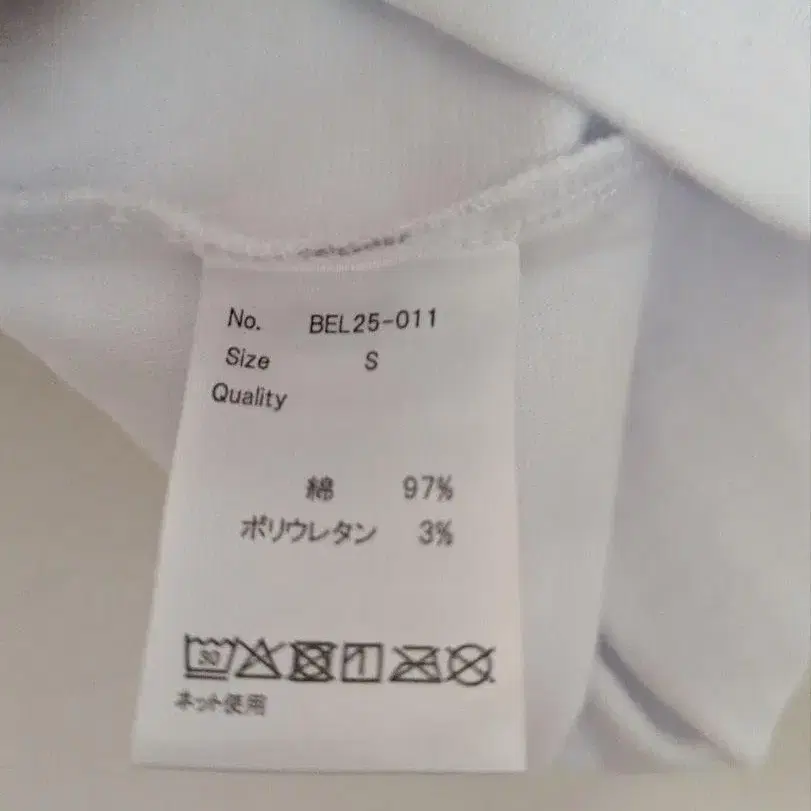 No. BEL25-011
Size S
Quality
綿 97%
ポリウレタン 3%
30
ネット使用